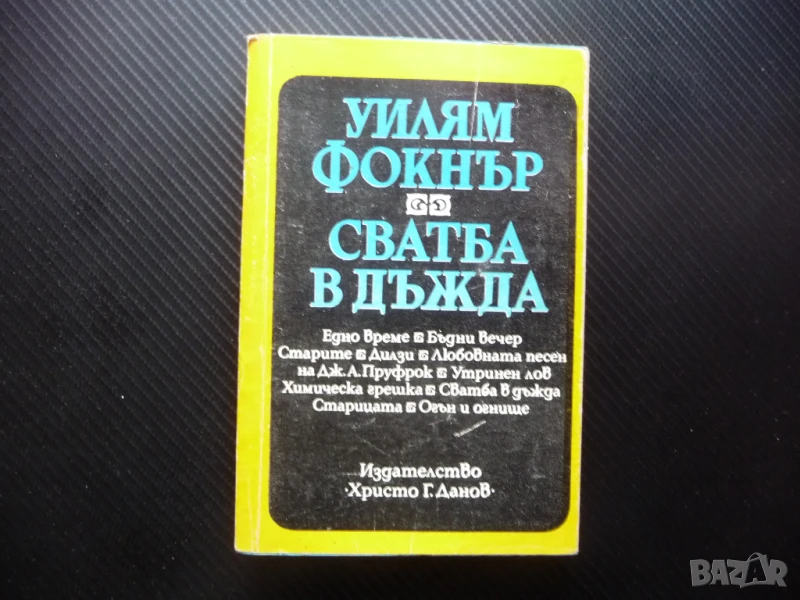 УИЛЯМ
ФОКНЪР
СВАТБА
В ДЪЖДА
Едно време Бъдни вечер
Старите Дилзи Любовната песен
на Дж. А. Пруфрок Утринен лов
Химическа грешка Сватба в дъжда
Старицата Огън и огнище
Издателство
·Христо Г. Данов·
BAZAR